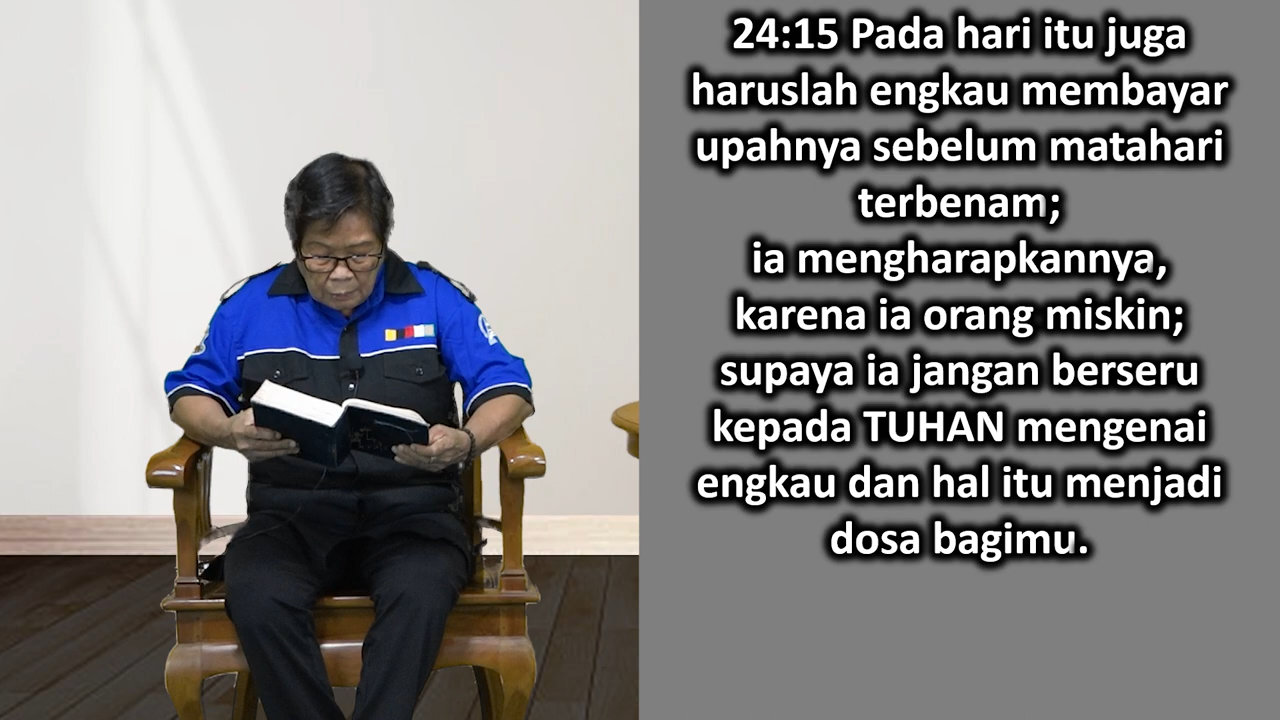 24:15 Pada hari itu juga
haruslah engkau membayar
upahnya sebelum matahari
terbenam;
ia mengharapkannya,
karena ia orang miskin;
supaya ia jangan berseru
kepada TUHAN mengenai
engkau dan hal itu menjadi
dosa bagimu.